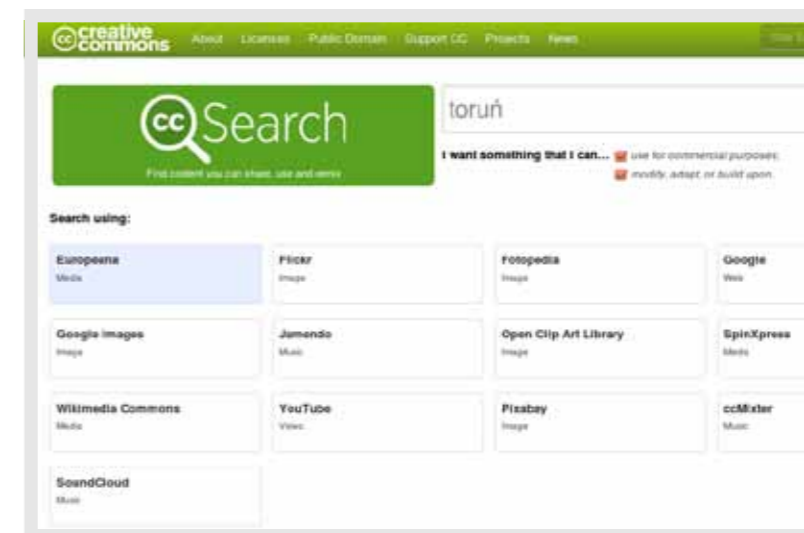 cc creative commons About Licenses Public Domain Support CC Projects News
cc Search
Find content you can share, use and remix
toruń
I want something that I can... use for commercial purposes;
modify, adapt, or build upon.
Search using:
Europeana Flickr Fotopedia Google
Media Image Image Web
Google Images Jamendo Open Clip Art Library SpinXpress
Image Music Image Media
Wikimedia Commons YouTube Pixabay ccMixter
Media Video Image Music
SoundCloud
Music